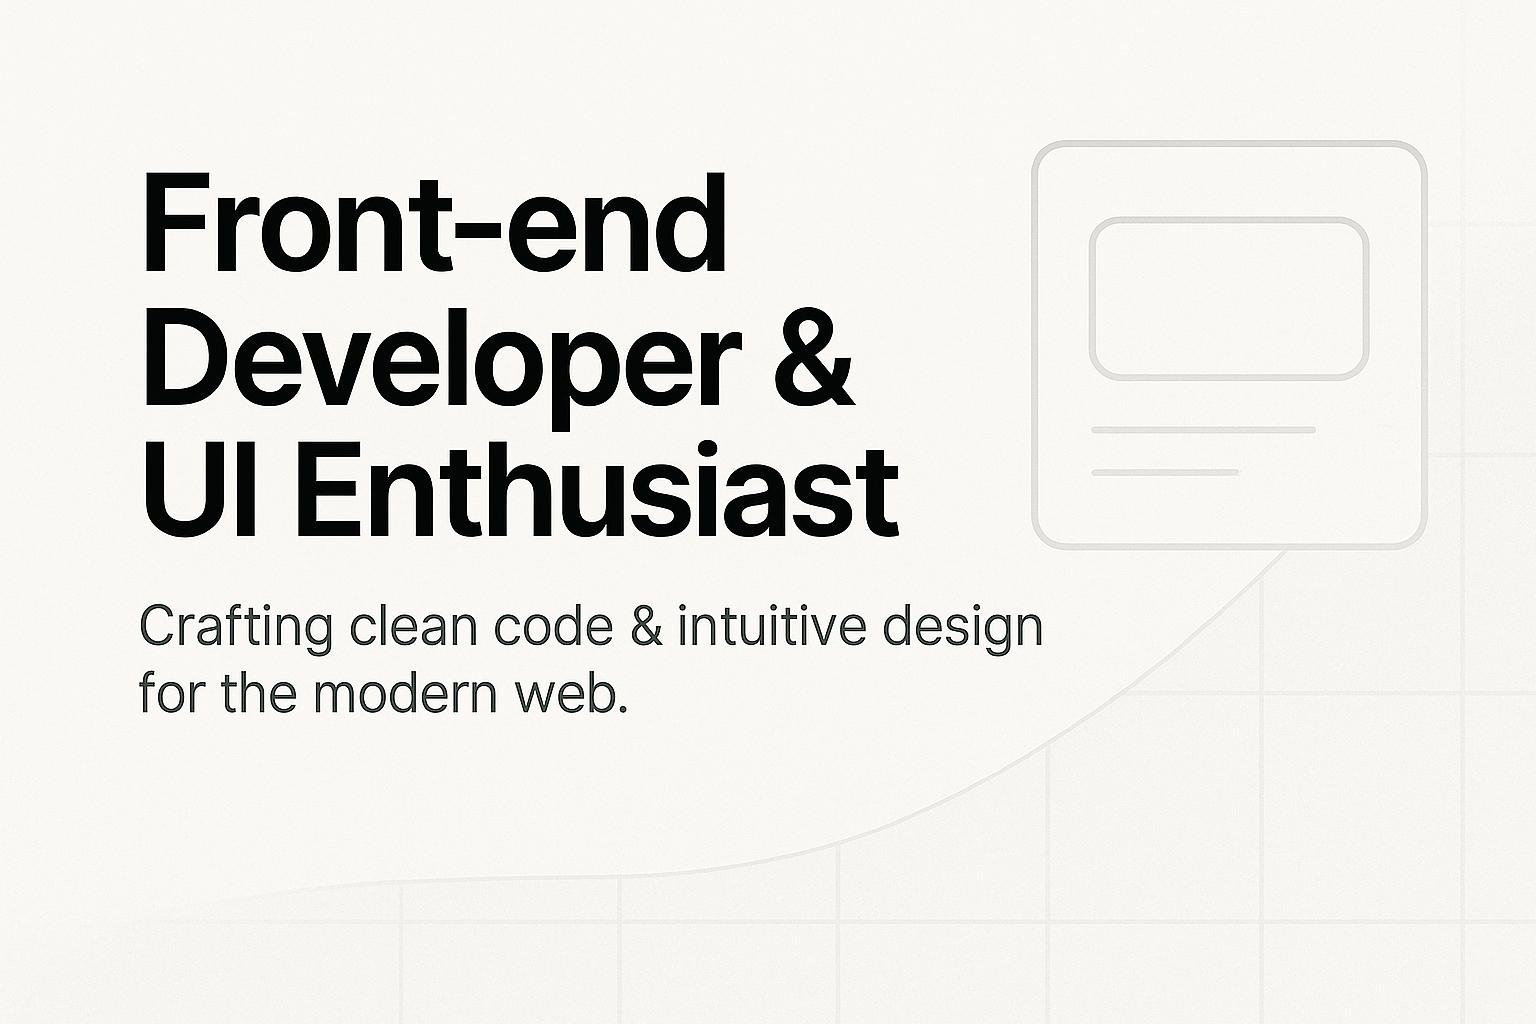 Front-end
Developer &
UI Enthusiast
Crafting clean code & intuitive design
for the modern web.